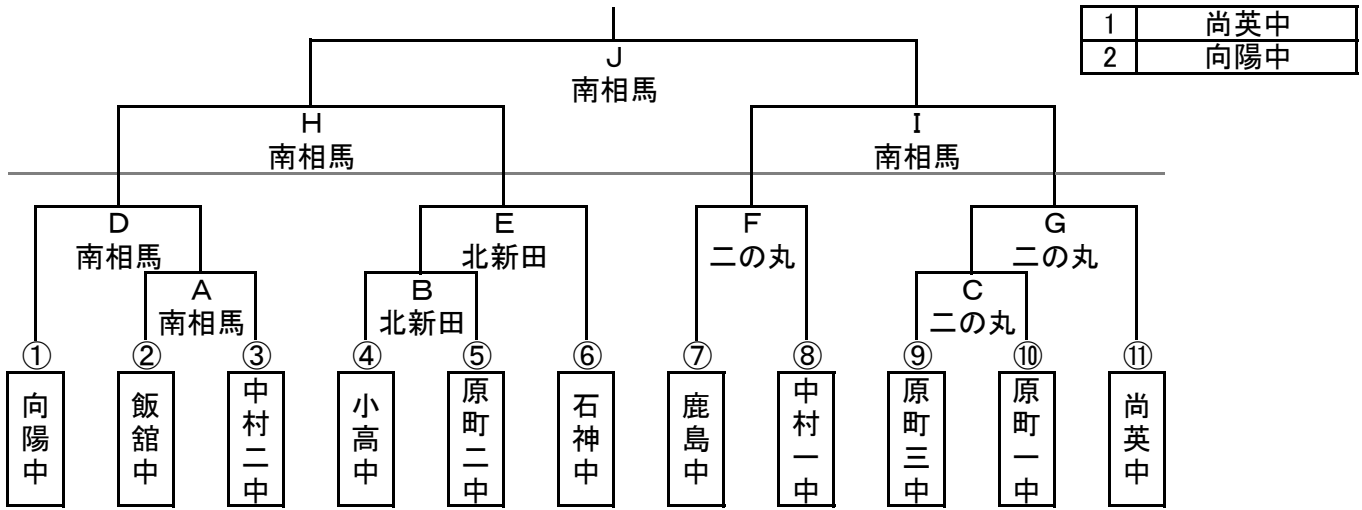 J
南相馬
1 尚英中
2 向陽中
H
南相馬
I
南相馬
D
南相馬
E
北新田
F
二の丸
G
二の丸
A
南相馬
B
北新田
C
二の丸
① ② ③ ④ ⑤ ⑥ ⑦ ⑧ ⑨ ⑩ ⑪
向陽中
飯舘中
中村二中
小高中
原町二中
石神中
鹿島中
中村一中
原町三中
原町一中
尚英中